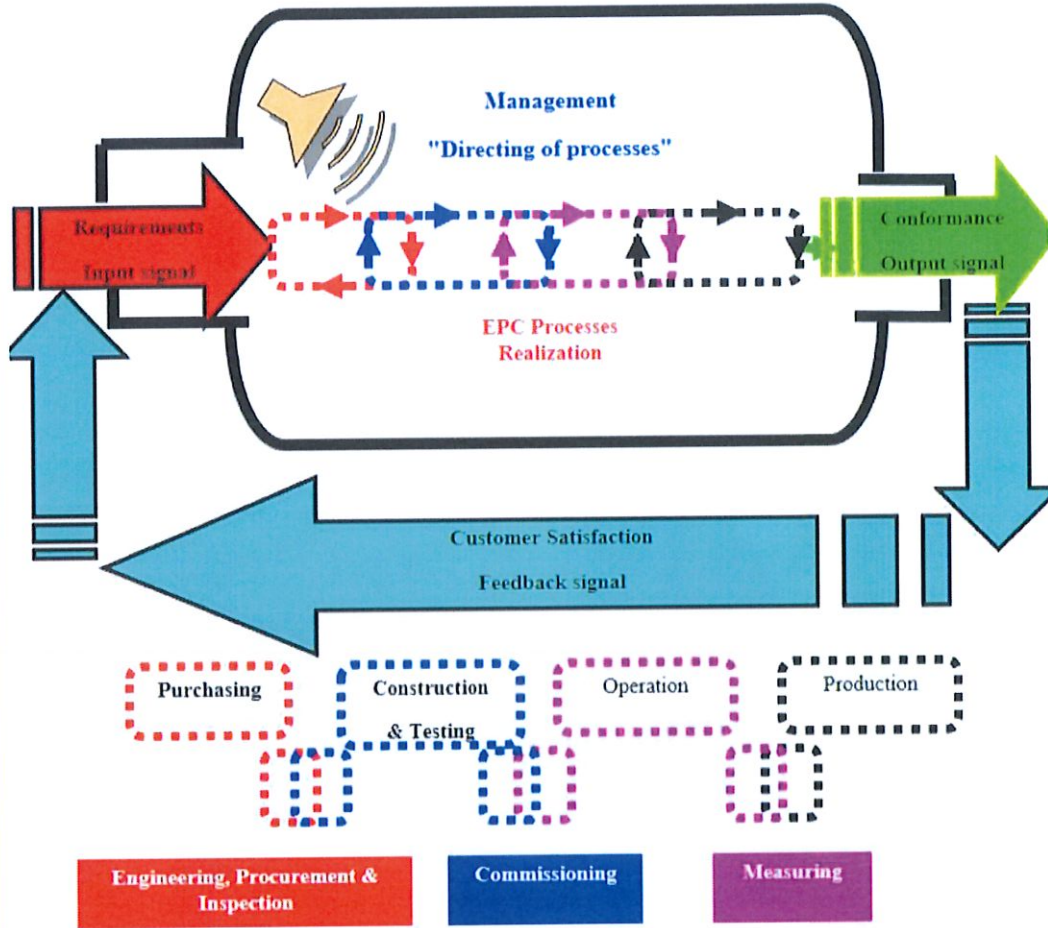 Management
"Directing of processes"
Requirements
Input signal
Conformance
Output signal
EPC Processes
Realization
Customer Satisfaction
Feedback signal
Purchasing
Construction
& Testing
Operation
Production
Engineering, Procurement &
Inspection
Commissioning
Measuring